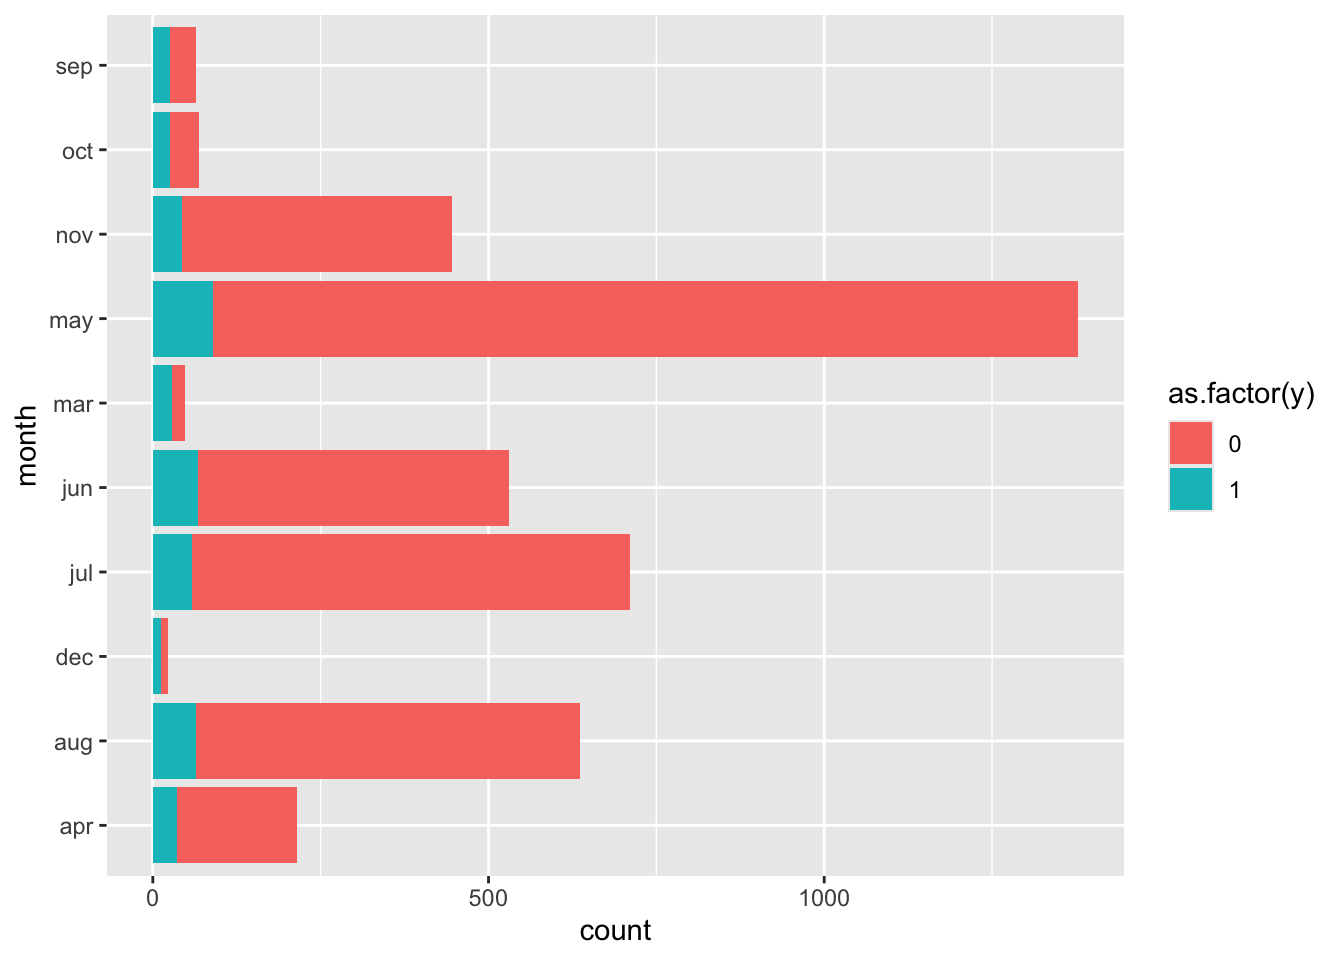 sep
oct
nov
may
mar
jun
jul
dec
aug
apr
month
0
500
1000
count
as.factor(y)
0
1